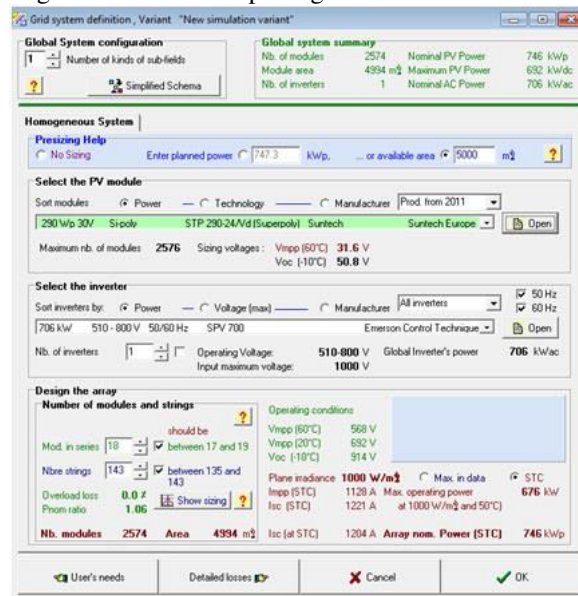 Grid system definition , Variant "New simulation variant"
Global System configuration
1 Number of kinds of sub-fields
? Simplified Schema
Global system summary
Nb. of modules 2574 Nominal PV Power 746 kWp
Module area 4994 m² Maximum PV Power 692 kWdc
Nb. of inverters 1 Nominal AC Power 706 kWac
Homogeneous System
Presizing Help
No Sizing Enter planned power 747.3 kWp, ... or available area 5000 m² ?
Select the PV module
Sort modules Power Technology Manufacturer Prod. from 2011
290 Wp 30V Si-poly STP 290-24/Vd (Superpoly) Suntech Suntech Europe Open
Maximum nb. of modules 2576 Sizing voltages : Vmpp (60°C) 31.6 V
Voc (-10°C) 50.8 V
Select the inverter
Sort inverters by: Power Voltage (max) Manufacturer All inverters 50 Hz
60 Hz
706 kW 510 - 800 V 50/60 Hz SPV 700 Emerson Control Technique Open
Nb. of inverters 1 Operating Voltage: 510-800 V Global Inverter's power 706 kWac
Input maximum voltage: 1000 V
Design the array
Number of modules and strings
?
should be
Mod. in series 18 between 17 and 19
Nbre strings 143 between 135 and
143
Overload loss 0.0 %
Pnom ratio 1.06 Show sizing ?
Nb. modules 2574 Area 4994 m²
Operating conditions
Vmpp (60°C) 568 V
Vmpp (20°C) 692 V
Voc (-10°C) 914 V
Plane irradiance 1000 W/m² Max. in data STC
Impp (STC) 1128 A Max. operating power 676 kW
Isc (STC) 1221 A at 1000 W/m² and 50°C)
Isc (at STC) 1204 A Array nom. Power (STC) 746 kWp
User's needs Detailed losses Cancel OK